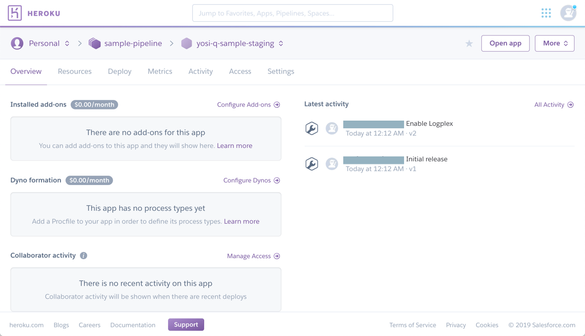 HEROKU
Jump to Favorites, Apps, Pipelines, Spaces...
Personal
sample-pipeline
yosi-q-sample-staging
Open app
More
Overview
Resources
Deploy
Metrics
Activity
Access
Settings
Installed add-ons $0.00/month
Configure Add-ons
There are no add-ons for this app
You can add add-ons to this app and they will show here. Learn more
Dyno formation $0.00/month
Configure Dynos
This app has no process types yet
Add a Procfile to your app in order to define its process types. Learn more
Collaborator activity
Manage Access
There is no recent activity on this app
Collaborator activity will be shown when there are recent deploys
Latest activity
All Activity
Enable Logplex
Today at 12:12 AM · v2
Initial release
Today at 12:12 AM · v1
heroku.com
Blogs
Careers
Documentation
Support
Terms of Service
Privacy
Cookies
© 2019 Salesforce.com